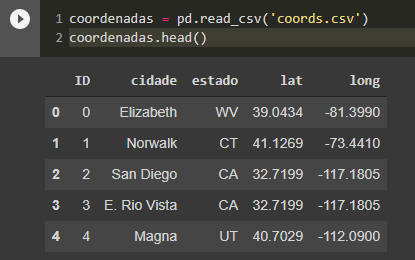 1 coordenadas = pd.read_csv('coords.csv')
2 coordenadas.head()
ID cidade estado lat long
0 0 Elizabeth WV 39.0434 -81.3990
1 1 Norwalk CT 41.1269 -73.4410
2 2 San Diego CA 32.7199 -117.1805
3 3 E. Rio Vista CA 32.7199 -117.1805
4 4 Magna UT 40.7029 -112.0900